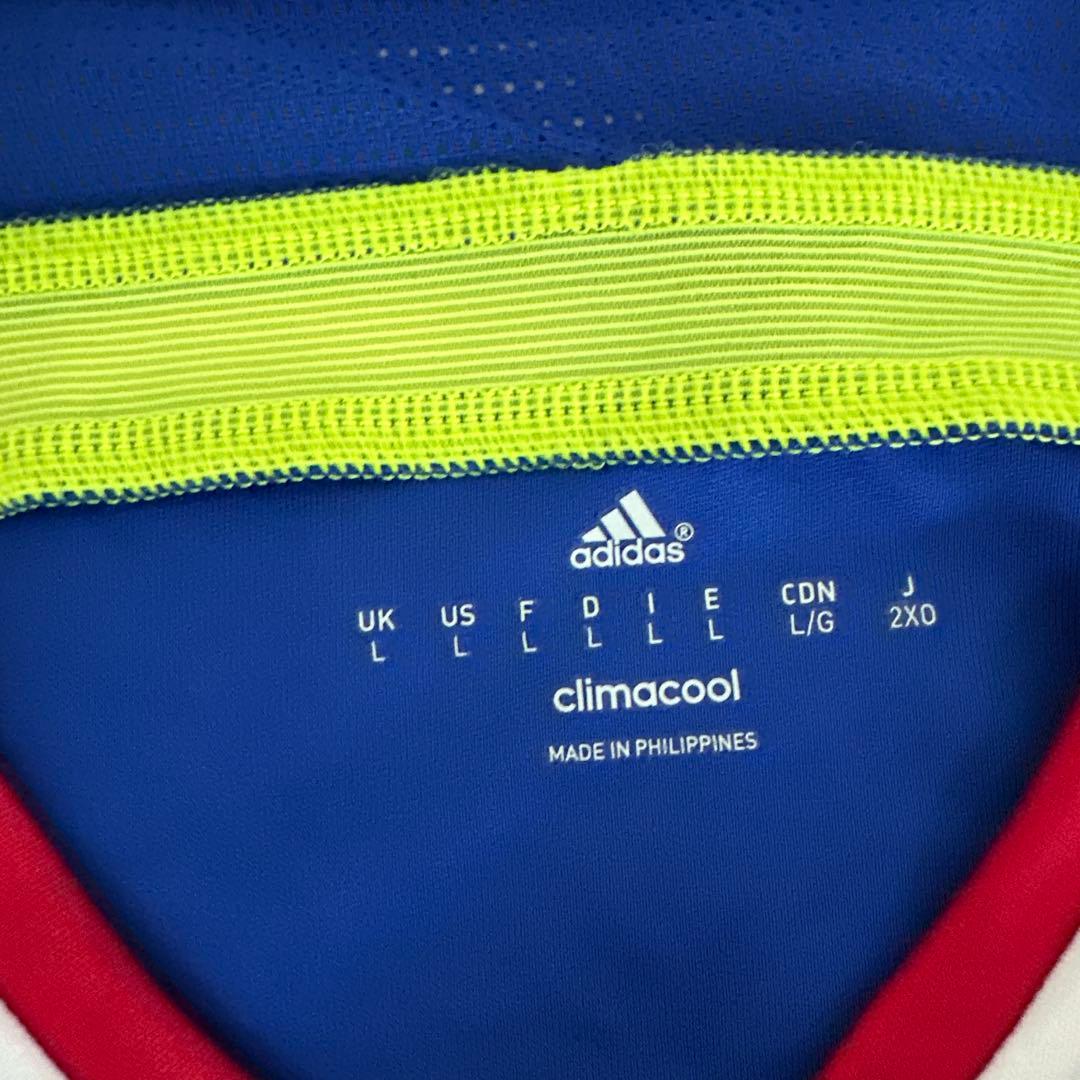 adidas®
UK US F D I E CDN J
L L L L L L L/G 2XO
climacool
MADE IN PHILIPPINES